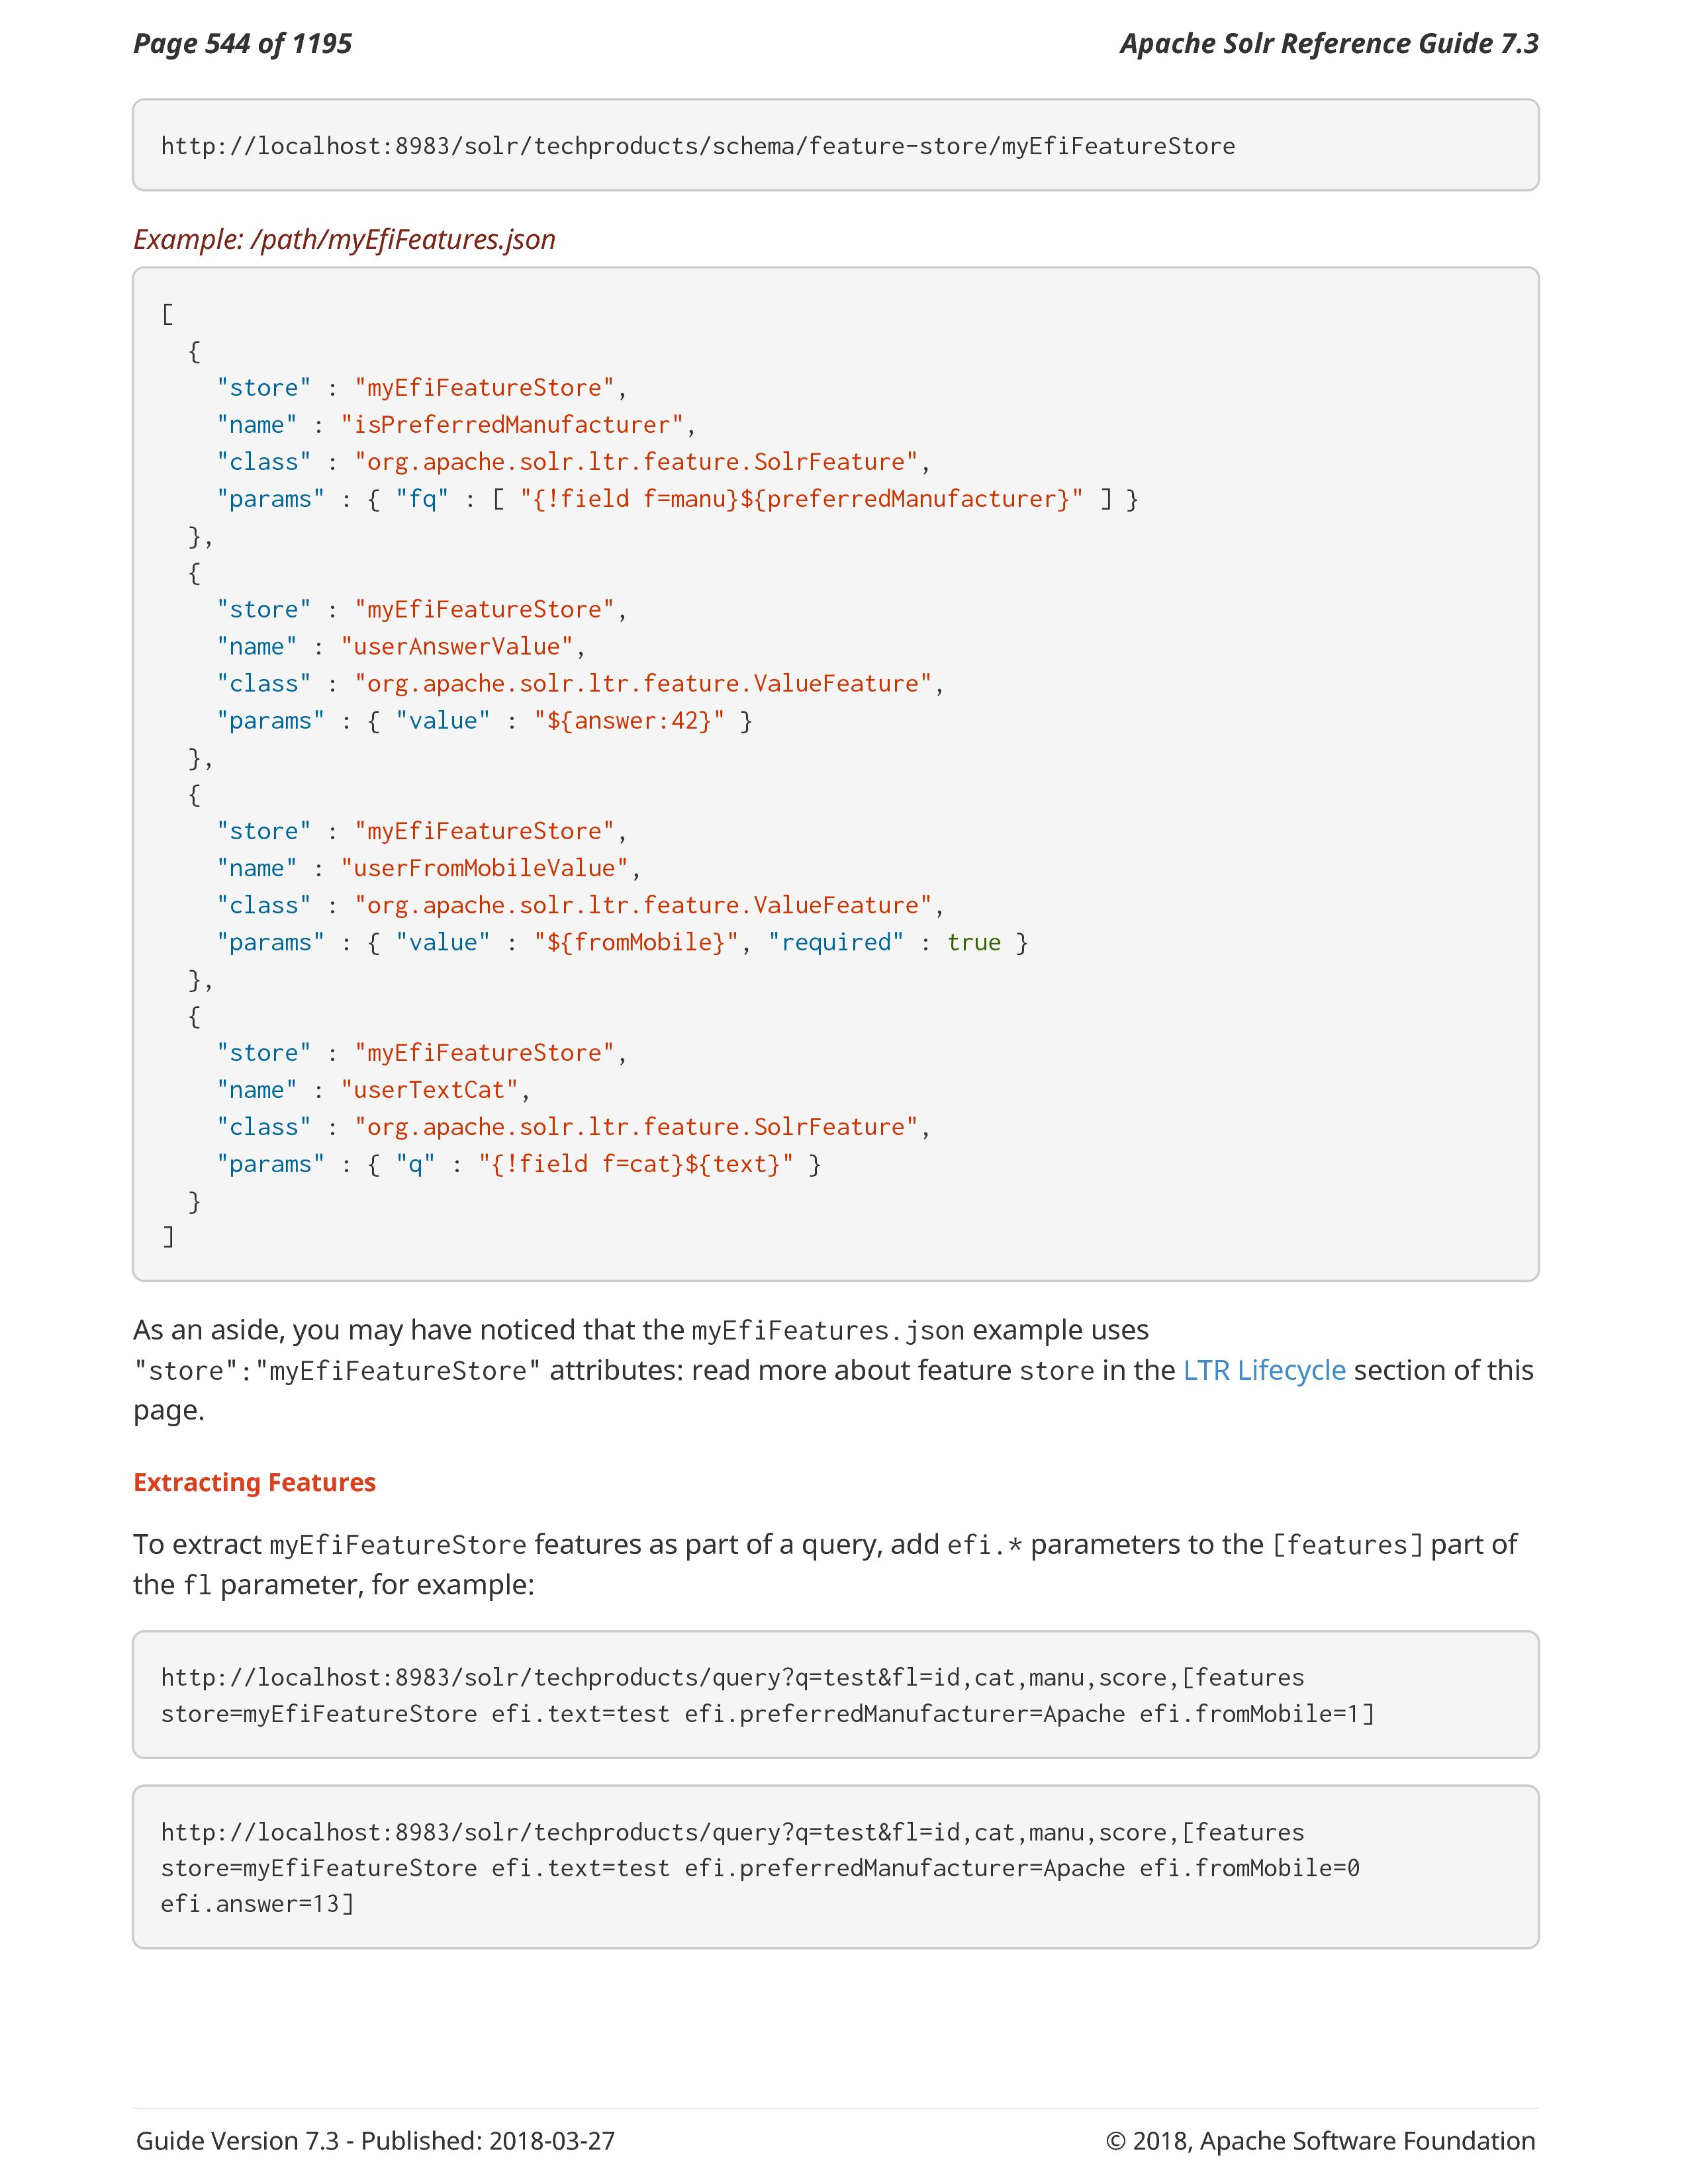 Page 544 of 1195
Apache Solr Reference Guide 7.3
http://localhost:8983/solr/techproducts/schema/feature-store/myEfiFeatureStore
Example: /path/myEfiFeatures.json
[
  {
    "store" : "myEfiFeatureStore",
    "name" : "isPreferredManufacturer",
    "class" : "org.apache.solr.ltr.feature.SolrFeature",
    "params" : { "fq" : [ "{!field f=manu}${preferredManufacturer}" ] }
  },
  {
    "store" : "myEfiFeatureStore",
    "name" : "userAnswerValue",
    "class" : "org.apache.solr.ltr.feature.ValueFeature",
    "params" : { "value" : "${answer:42}" }
  },
  {
    "store" : "myEfiFeatureStore",
    "name" : "userFromMobileValue",
    "class" : "org.apache.solr.ltr.feature.ValueFeature",
    "params" : { "value" : "${fromMobile}", "required" : true }
  },
  {
    "store" : "myEfiFeatureStore",
    "name" : "userTextCat",
    "class" : "org.apache.solr.ltr.feature.SolrFeature",
    "params" : { "q" : "{!field f=cat}${text}" }
  }
]
As an aside, you may have noticed that the myEfiFeatures.json example uses
"store":"myEfiFeatureStore" attributes: read more about feature store in the LTR Lifecycle section of this
page.
Extracting Features
To extract myEfiFeatureStore features as part of a query, add efi.* parameters to the [features] part of
the fl parameter, for example:
http://localhost:8983/solr/techproducts/query?q=test&fl=id,cat,manu,score,[features
store=myEfiFeatureStore efi.text=test efi.preferredManufacturer=Apache efi.fromMobile=1]
http://localhost:8983/solr/techproducts/query?q=test&fl=id,cat,manu,score,[features
store=myEfiFeatureStore efi.text=test efi.preferredManufacturer=Apache efi.fromMobile=0
efi.answer=13]
Guide Version 7.3 - Published: 2018-03-27
© 2018, Apache Software Foundation